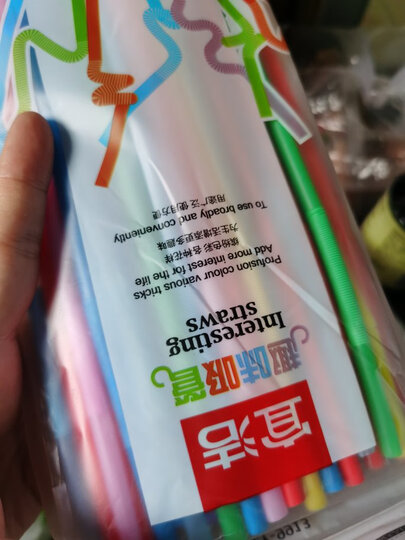 宜洁
趣味吸管
Interesting
straws
Profusion colour various tricks
Add more interest for the life
缤纷色彩 各种花样
为生活增添更多趣味
To use broadly and conveniently
用途广泛 使用方便